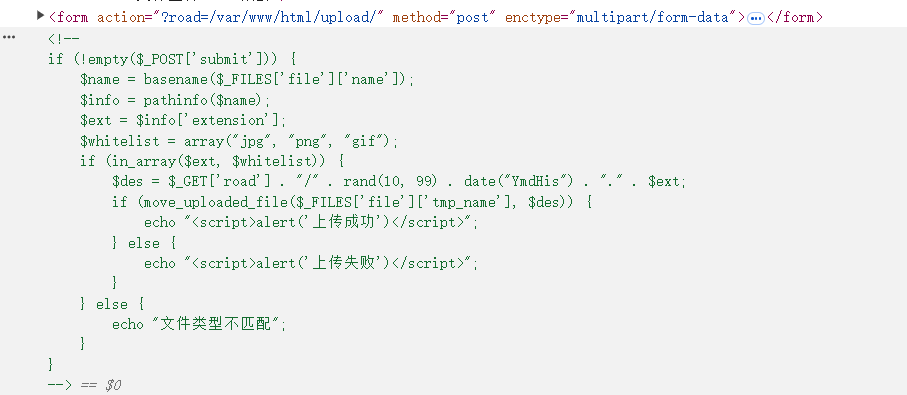 <form action="?road=/var/www/html/upload/" method="post" enctype="multipart/form-data">…</form>
<!--
if (!empty($_POST['submit'])) {
    $name = basename($_FILES['file']['name']);
    $info = pathinfo($name);
    $ext = $info['extension'];
    $whitelist = array("jpg", "png", "gif");
    if (in_array($ext, $whitelist)) {
        $des = $_GET['road'] . "/" . rand(10, 99) . date("YmdHis") . "." . $ext;
        if (move_uploaded_file($_FILES['file']['tmp_name'], $des)) {
            echo "<script>alert('上传成功')</script>";
        } else {
            echo "<script>alert('上传失败')</script>";
        }
    } else {
        echo "文件类型不匹配";
    }
}
--> == $0